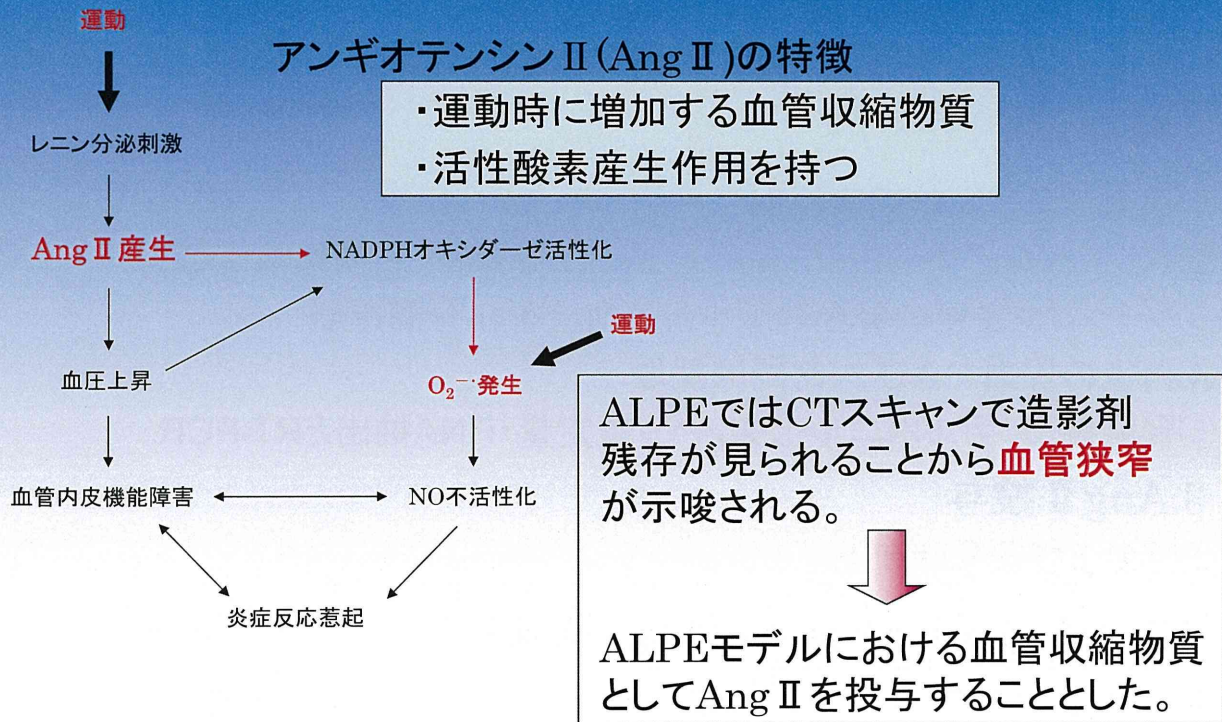 運動
アンギオテンシンⅡ(AngⅡ)の特徴
・運動時に増加する血管収縮物質
・活性酸素産生作用を持つ
レニン分泌刺激
AngⅡ産生
NADPHオキシダーゼ活性化
運動
血圧上昇
O₂⁻·発生
血管内皮機能障害
NO不活性化
炎症反応惹起
ALPEではCTスキャンで造影剤
残存が見られることから血管狭窄
が示唆される。
ALPEモデルにおける血管収縮物質
としてAngⅡを投与することとした。